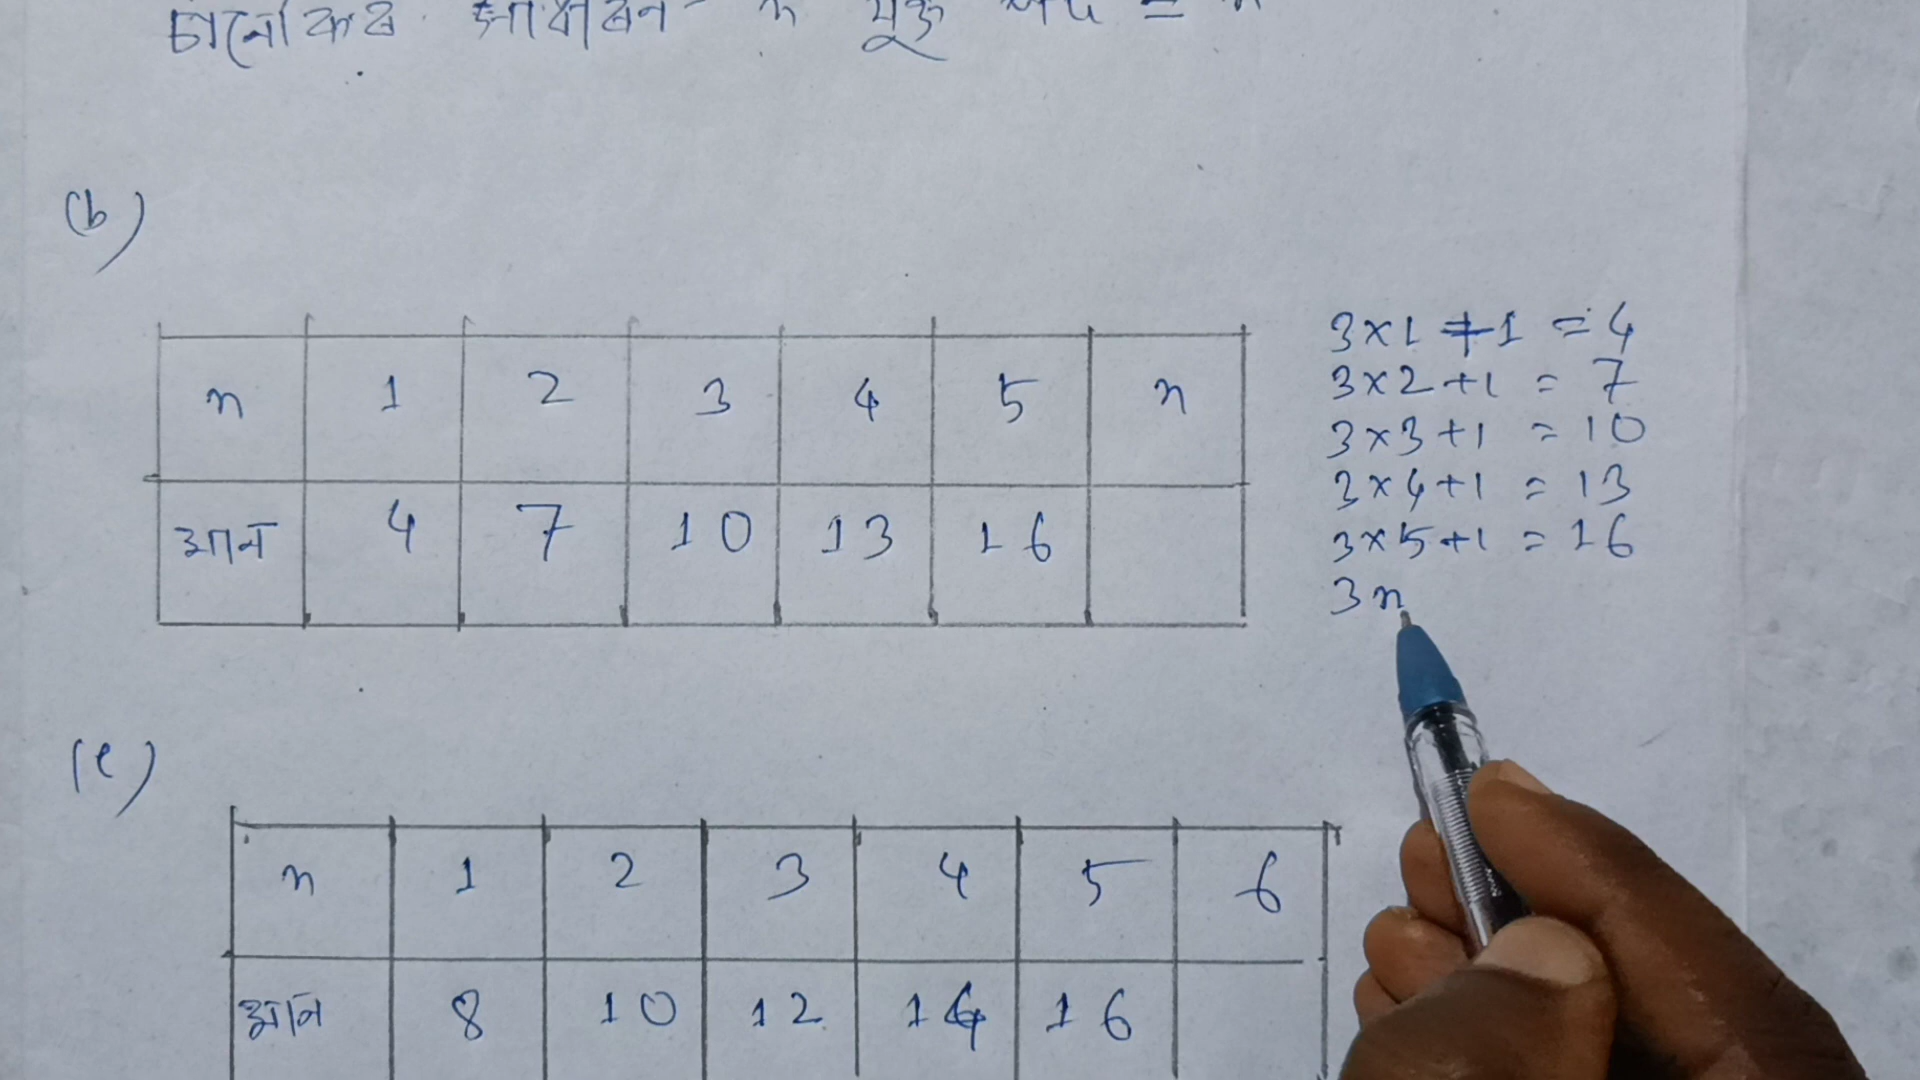 যুক্ত =
(b)
n 1 2 3 4 5 n
মান 4 7 10 13 16
3×1+1 = 4
3×2+1 = 7
3×3+1 = 10
3×4+1 = 13
3×5+1 = 16
3n
(c)
n 1 2 3 4 5 6
মান 8 10 12 14 16